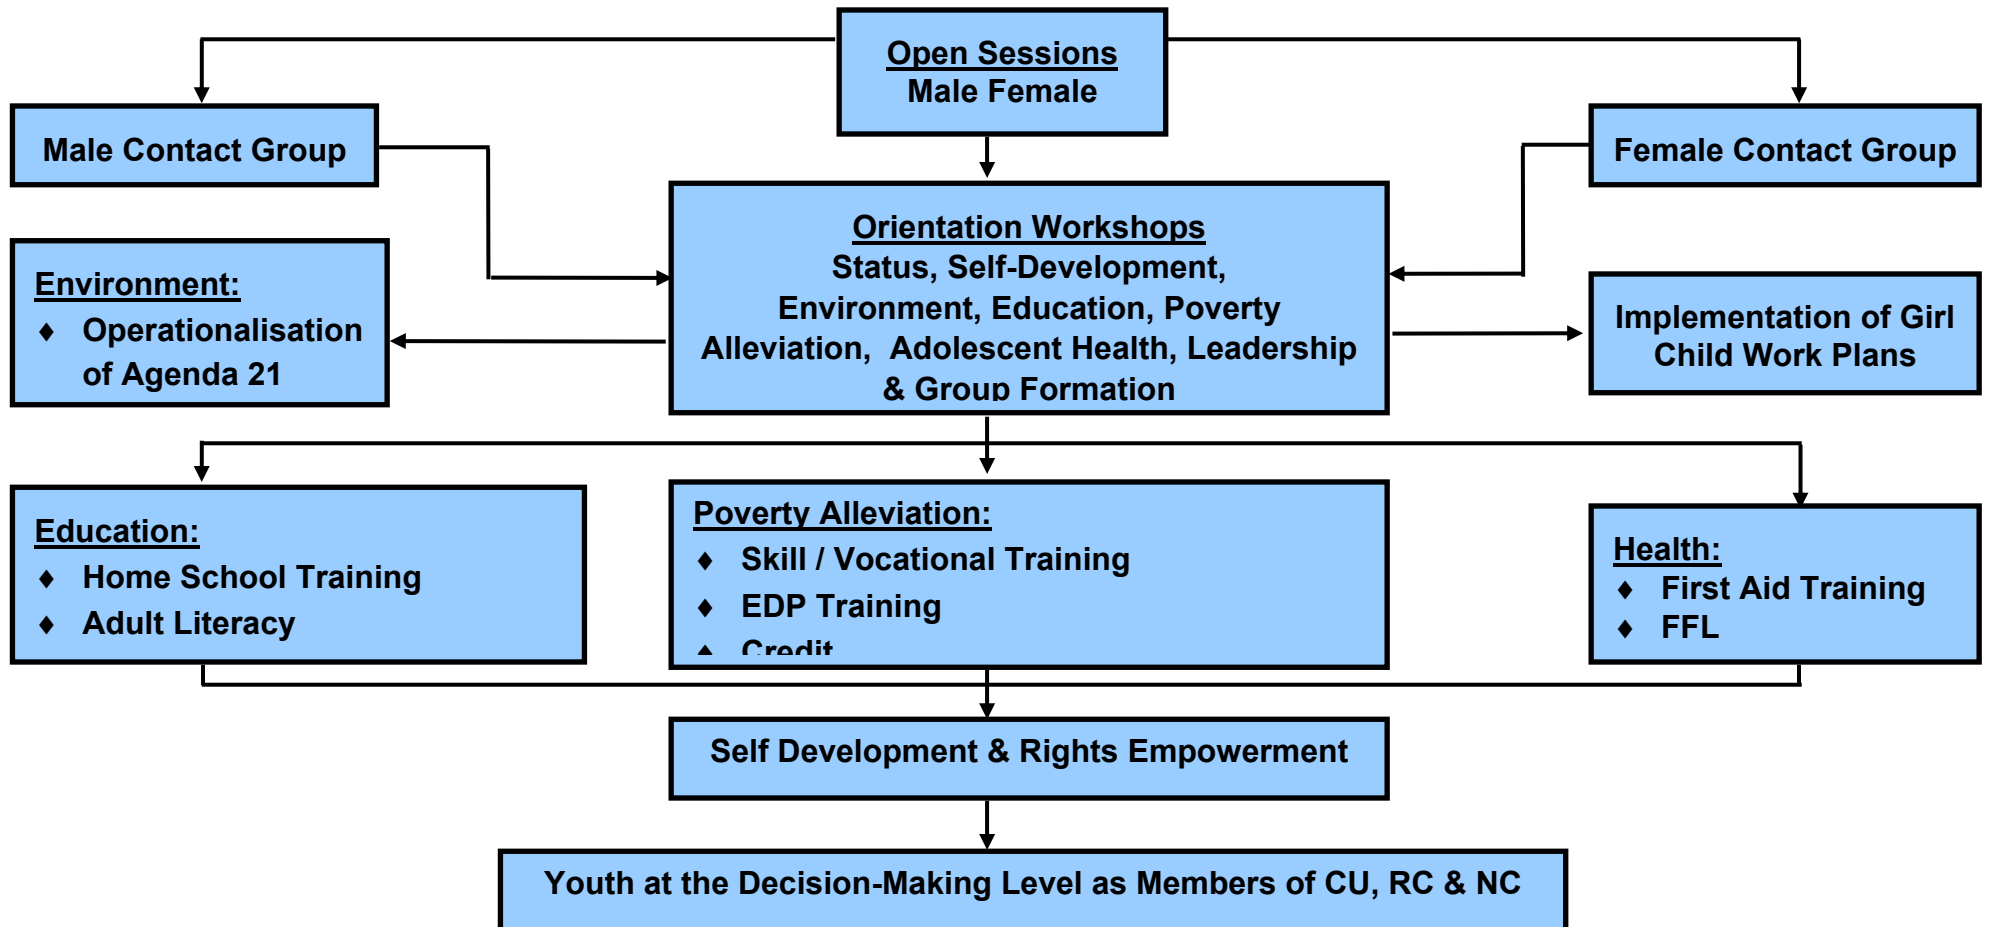 Open Sessions
Male Female
Male Contact Group
Female Contact Group
Orientation Workshops
Status, Self-Development,
Environment, Education, Poverty
Alleviation, Adolescent Health, Leadership
& Group Formation
Environment:
♦ Operationalisation
of Agenda 21
Implementation of Girl
Child Work Plans
Education:
♦ Home School Training
♦ Adult Literacy
Poverty Alleviation:
♦ Skill / Vocational Training
♦ EDP Training
♦ Credit
Health:
♦ First Aid Training
♦ FFL
Self Development & Rights Empowerment
Youth at the Decision-Making Level as Members of CU, RC & NC